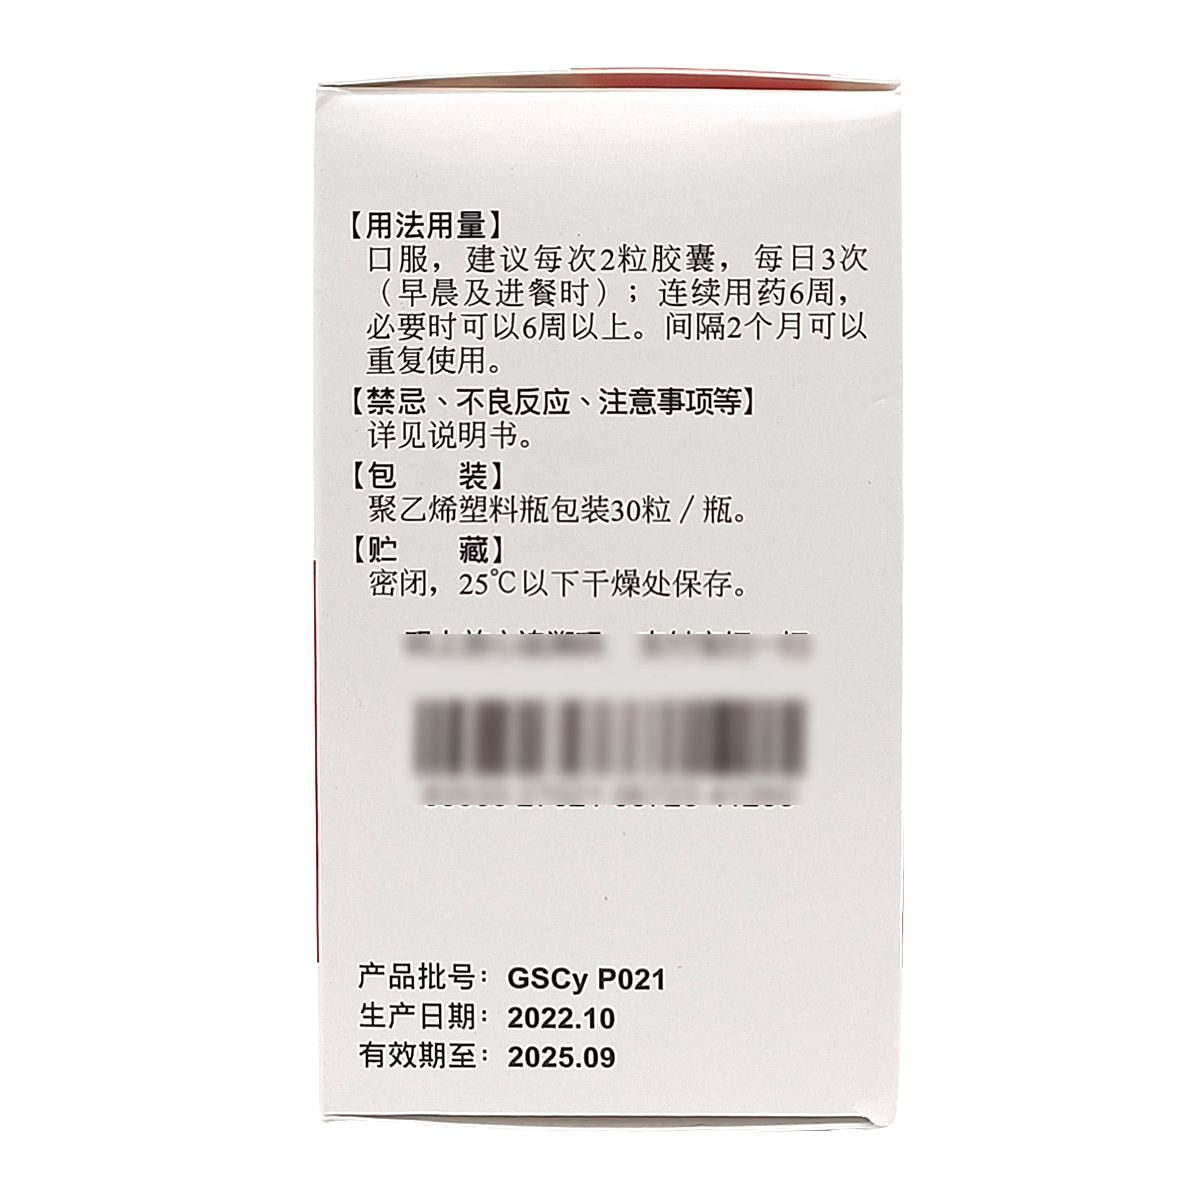 【用法用量】
口服，建议每次2粒胶囊，每日3次
（早晨及进餐时）；连续用药6周，
必要时可以6周以上。间隔2个月可以
重复使用。
【禁忌、不良反应、注意事项等】
详见说明书。
【包　　装】
聚乙烯塑料瓶包装30粒／瓶。
【贮　　藏】
密闭，25℃以下干燥处保存。
产品批号：GSCy P021
生产日期：2022.10
有效期至：2025.09